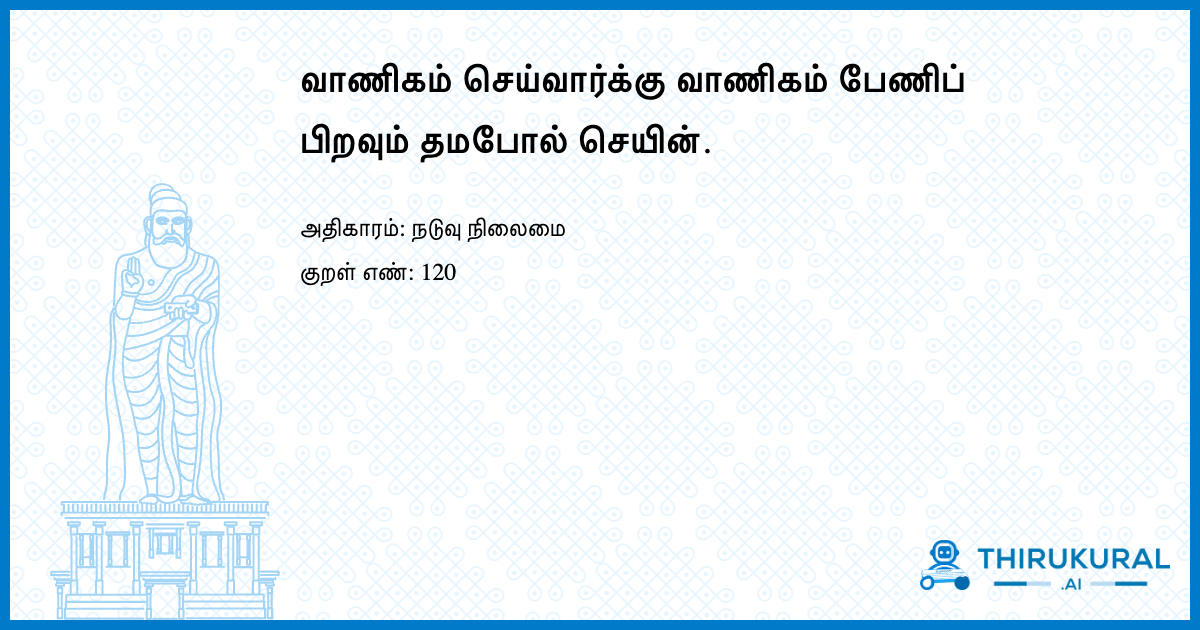 வாணிகம் செய்வார்க்கு வாணிகம் பேணிப்
பிறவும் தமபோல் செயின்.
அதிகாரம்: நடுவு நிலைமை
குறள் எண்: 120
THIRUKURAL
.AI